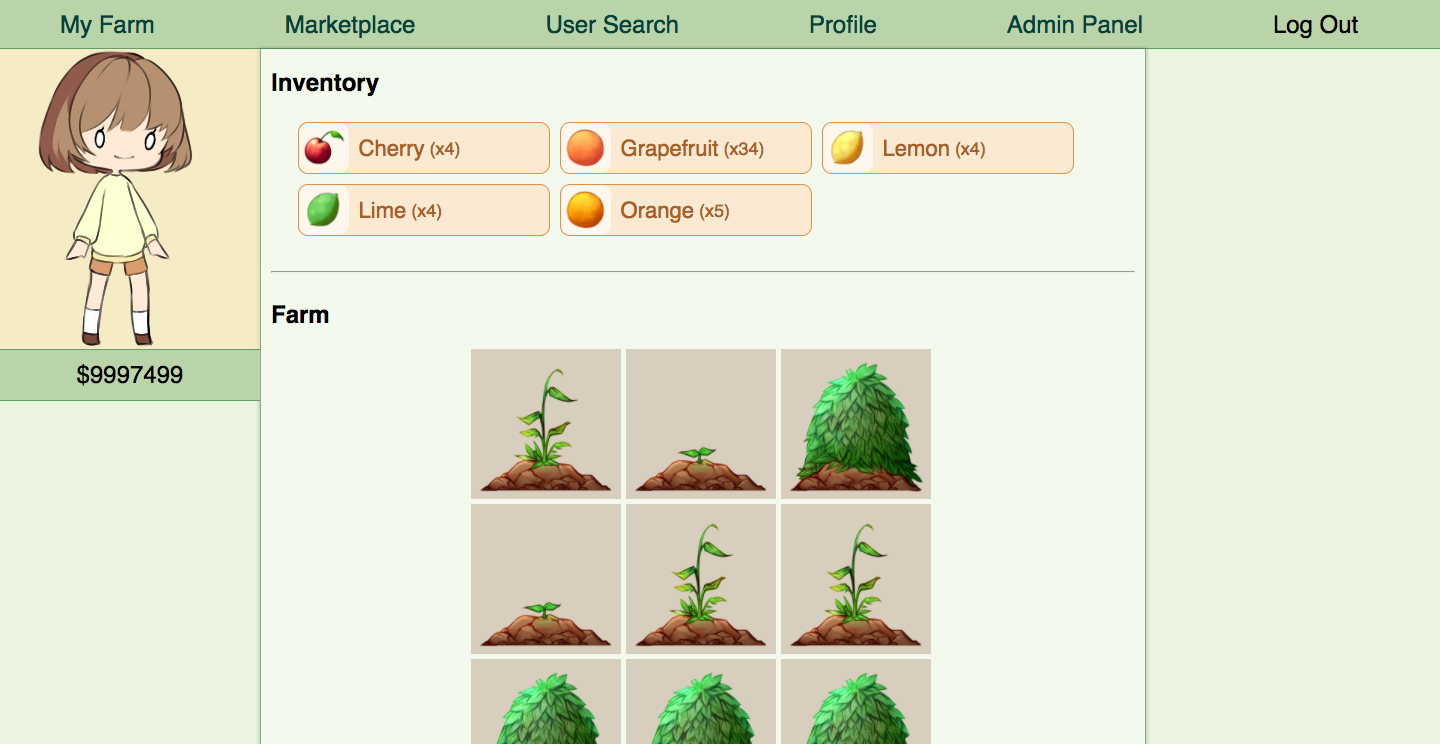 My Farm Marketplace User Search Profile Admin Panel Log Out
Inventory
Cherry (x4) Grapefruit (x34) Lemon (x4)
Lime (x4) Orange (x5)
Farm
$9997499